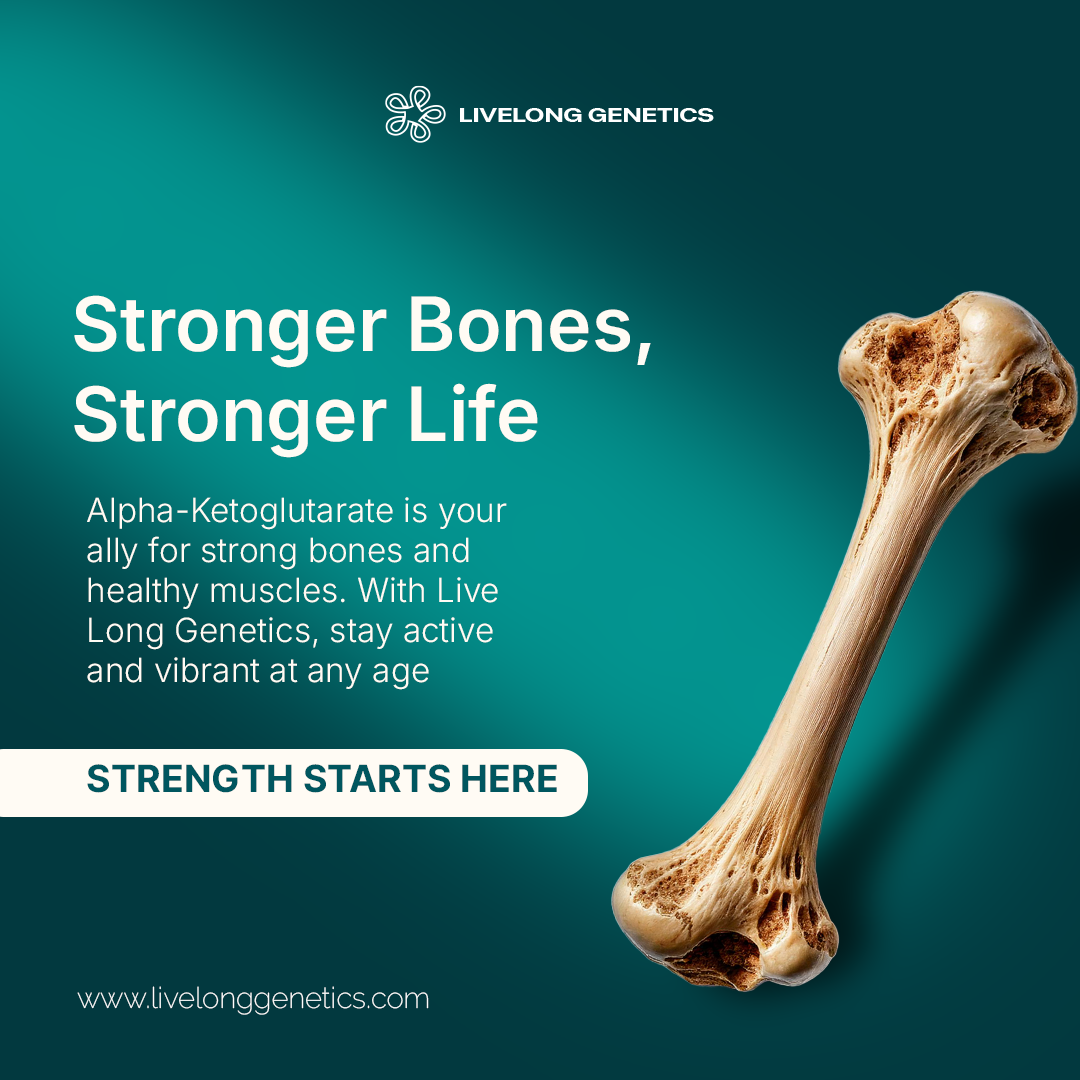 LIVELONG GENETICS
Stronger Bones,
Stronger Life
Alpha-Ketoglutarate is your
ally for strong bones and
healthy muscles. With Live
Long Genetics, stay active
and vibrant at any age
STRENGTH STARTS HERE
www.livelonggenetics.com